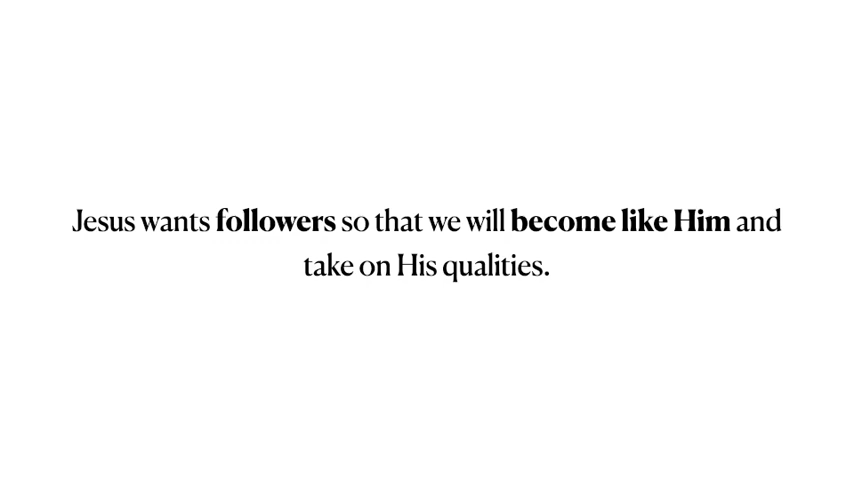 Jesus wants followers so that we will become like Him and
take on His qualities.